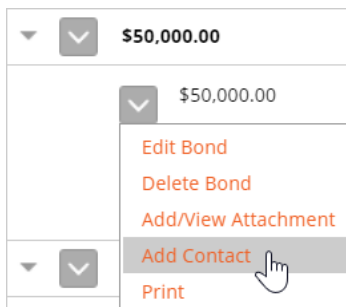 $50,000.00
$50,000.00
Edit Bond
Delete Bond
Add/View Attachment
Add Contact
Print